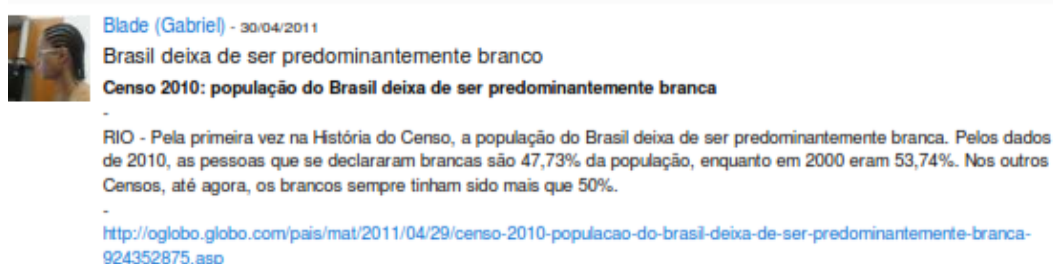 Blade (Gabriel) - 30/04/2011
Brasil deixa de ser predominantemente branco
Censo 2010: população do Brasil deixa de ser predominantemente branca
-
RIO - Pela primeira vez na História do Censo, a população do Brasil deixa de ser predominantemente branca. Pelos dados
de 2010, as pessoas que se declararam brancas são 47,73% da população, enquanto em 2000 eram 53,74%. Nos outros
Censos, até agora, os brancos sempre tinham sido mais que 50%.
-
http://oglobo.globo.com/pais/mat/2011/04/29/censo-2010-populacao-do-brasil-deixa-de-ser-predominantemente-branca-
924352875.asp